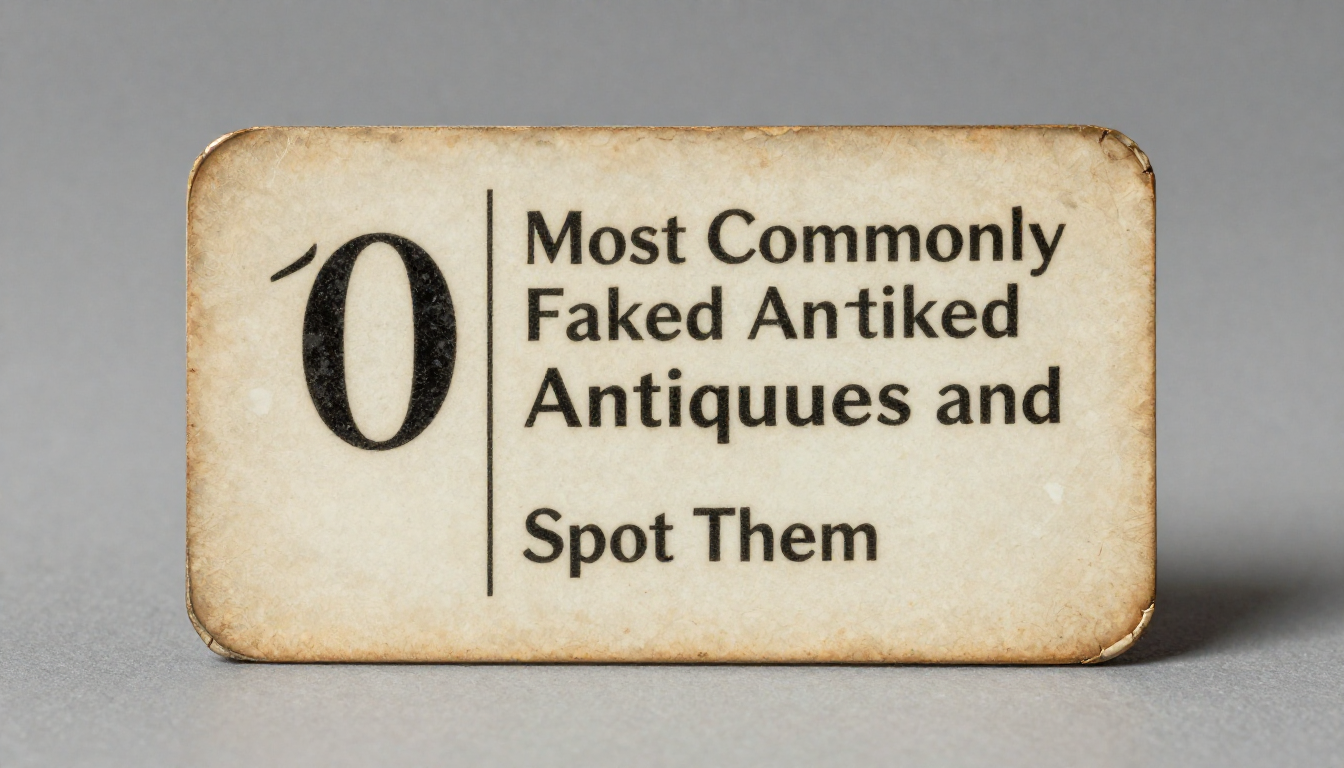 ´0
Most Commonly
Faked Antiked
Antiquues and
Spot Them